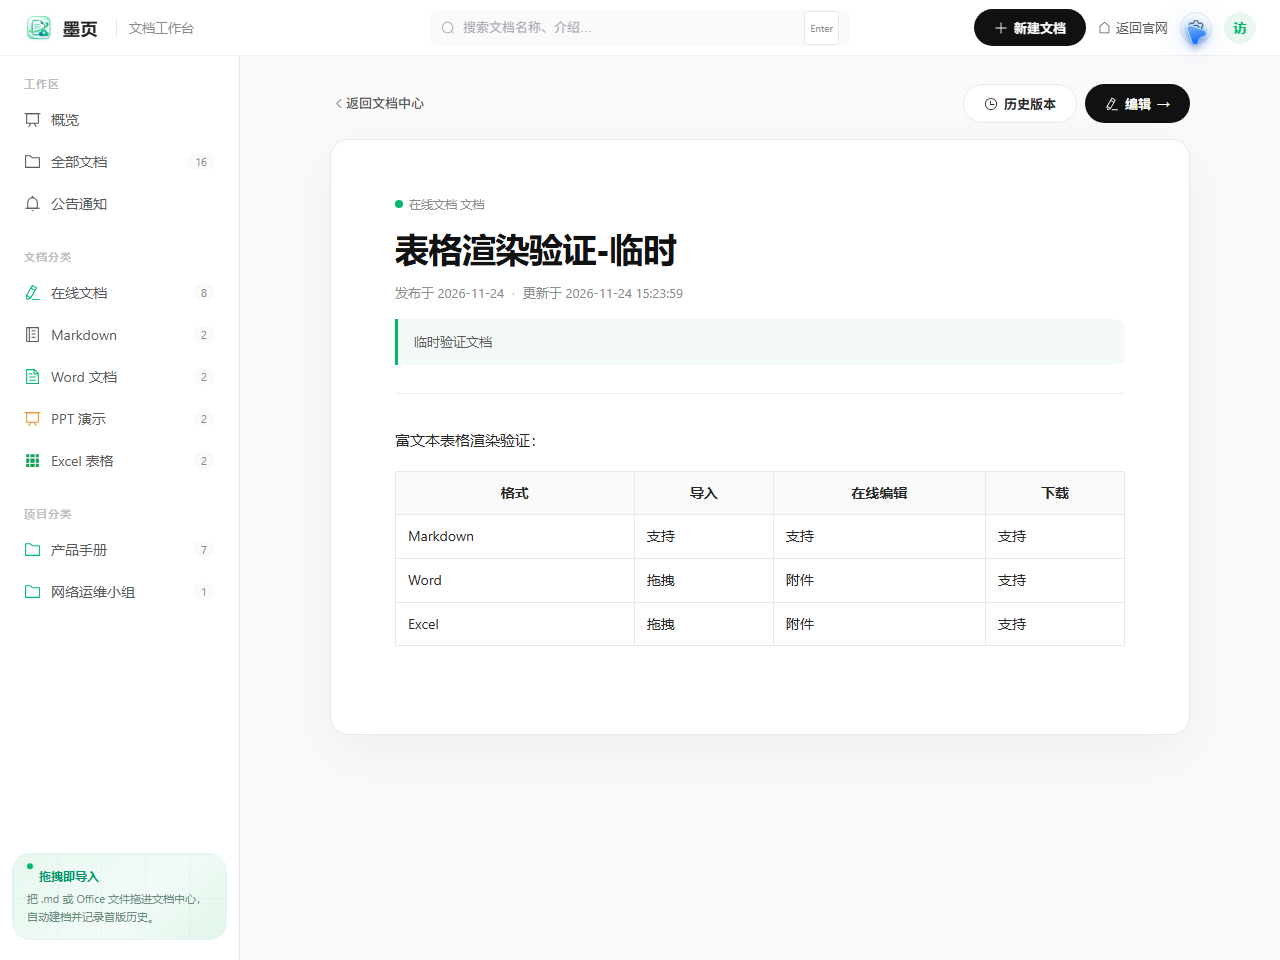 墨页
文档工作台
搜索文档名称、介绍...
Enter
新建文档
返回官网
访
工作区
概览
全部文档 16
公告通知
文档分类
在线文档 8
Markdown 2
Word 文档 2
PPT 演示 2
Excel 表格 2
项目分类
产品手册 7
网络运维小组 1
拖拽即导入
把 .md 或 Office 文件拖进文档中心，
自动建档并记录首版历史。
返回文档中心
历史版本
编辑 →
在线文档 文档
表格渲染验证-临时
发布于 2026-11-24 · 更新于 2026-11-24 15:23:59
临时验证文档
富文本表格渲染验证：
格式 导入 在线编辑 下载
Markdown 支持 支持 支持
Word 拖拽 附件 支持
Excel 拖拽 附件 支持